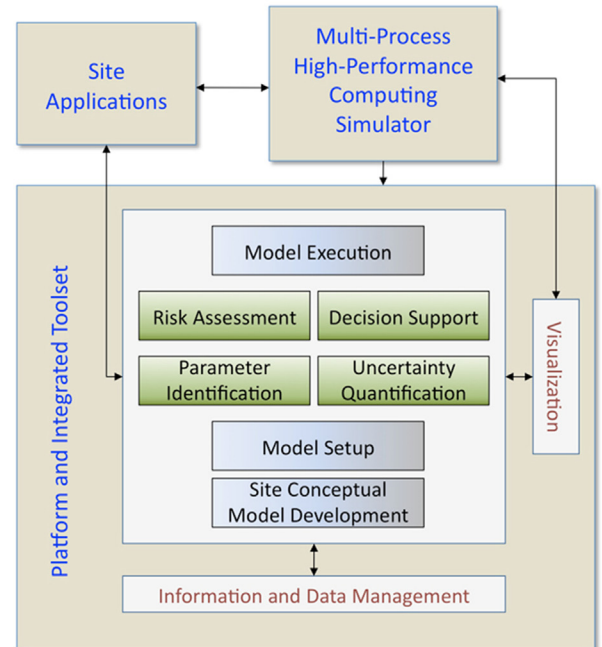 Site
Applications
Multi-Process
High-Performance
Computing
Simulator
Platform and Integrated Toolset
Model Execution
Risk Assessment
Decision Support
Parameter
Identification
Uncertainty
Quantification
Model Setup
Site Conceptual
Model Development
Visualization
Information and Data Management